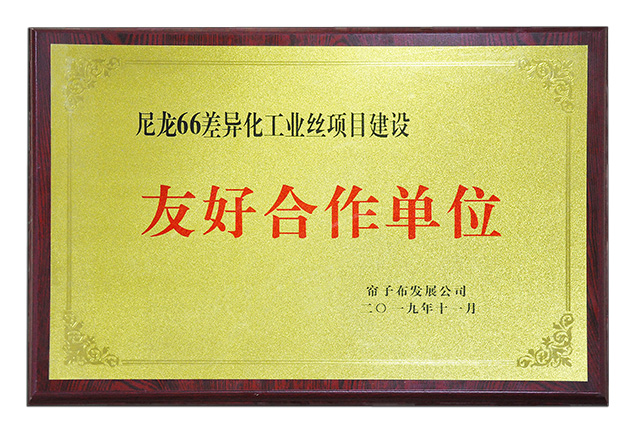 尼龙66差异化工业丝项目建设
友好合作单位
帘子布发展公司
二〇一九年十一月